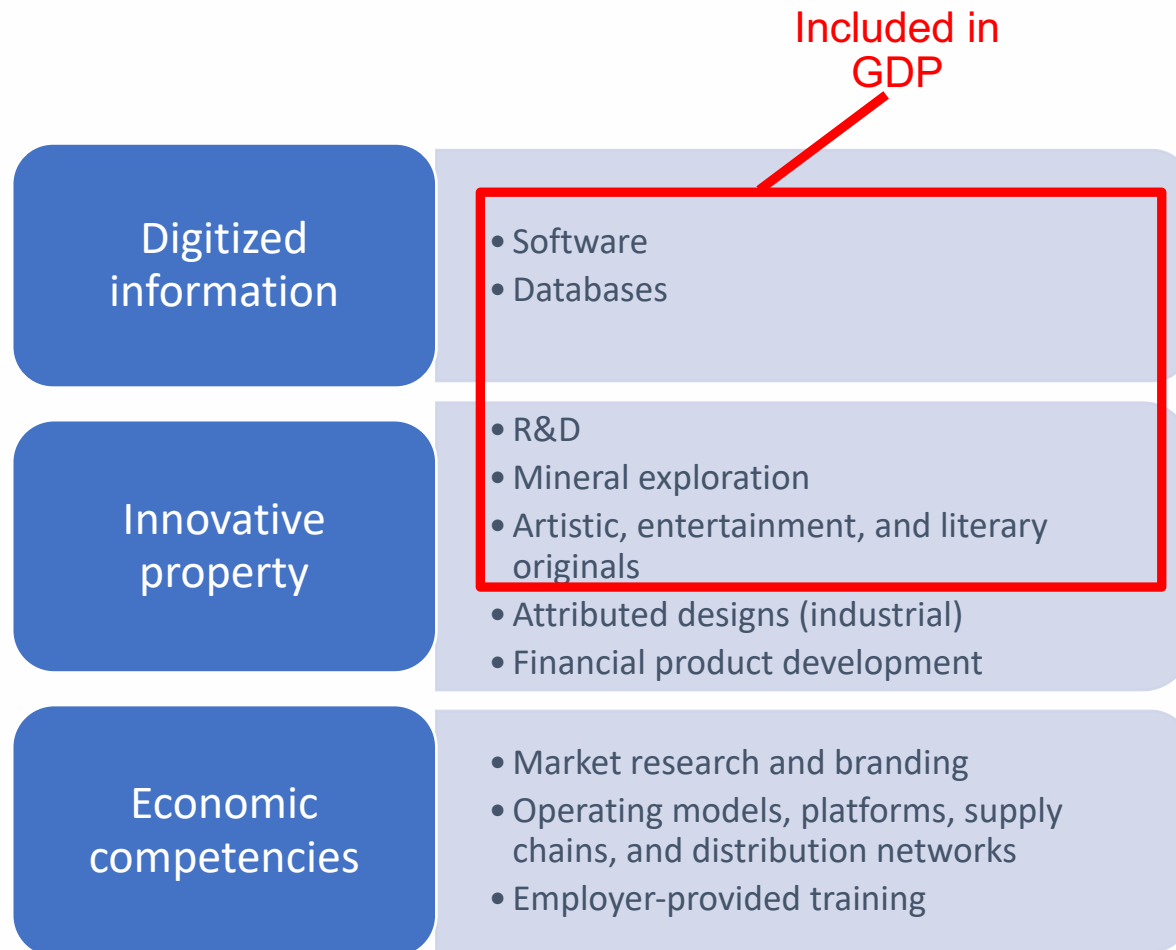 Included in
GDP
Digitized
information
• Software
• Databases
Innovative
property
• R&D
• Mineral exploration
• Artistic, entertainment, and literary
originals
• Attributed designs (industrial)
• Financial product development
Economic
competencies
• Market research and branding
• Operating models, platforms, supply
chains, and distribution networks
• Employer-provided training